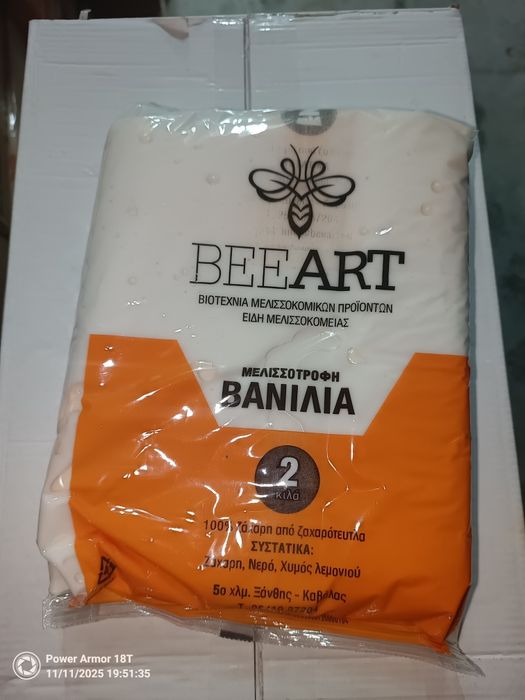 BEEART
ΒΙΟΤΕΧΝΙΑ ΜΕΛΙΣΣΟΚΟΜΙΚΩΝ ΠΡΟΪΟΝΤΩΝ
ΕΙΔΗ ΜΕΛΙΣΣΟΚΟΜΕΙΑΣ
ΜΕΛΙΣΣΟΤΡΟΦΗ
ΒΑΝΙΛΙΑ
2
κιλά
100% ζάχαρη από ζαχαρότευτλα
ΣΥΣΤΑΤΙΚΑ:
Ζάχαρη, Νερό, Χυμός λεμονιού
5ο χλμ. Ξάνθης - Καβάλας
Power Armor 18T
11/11/2025 19:51:35